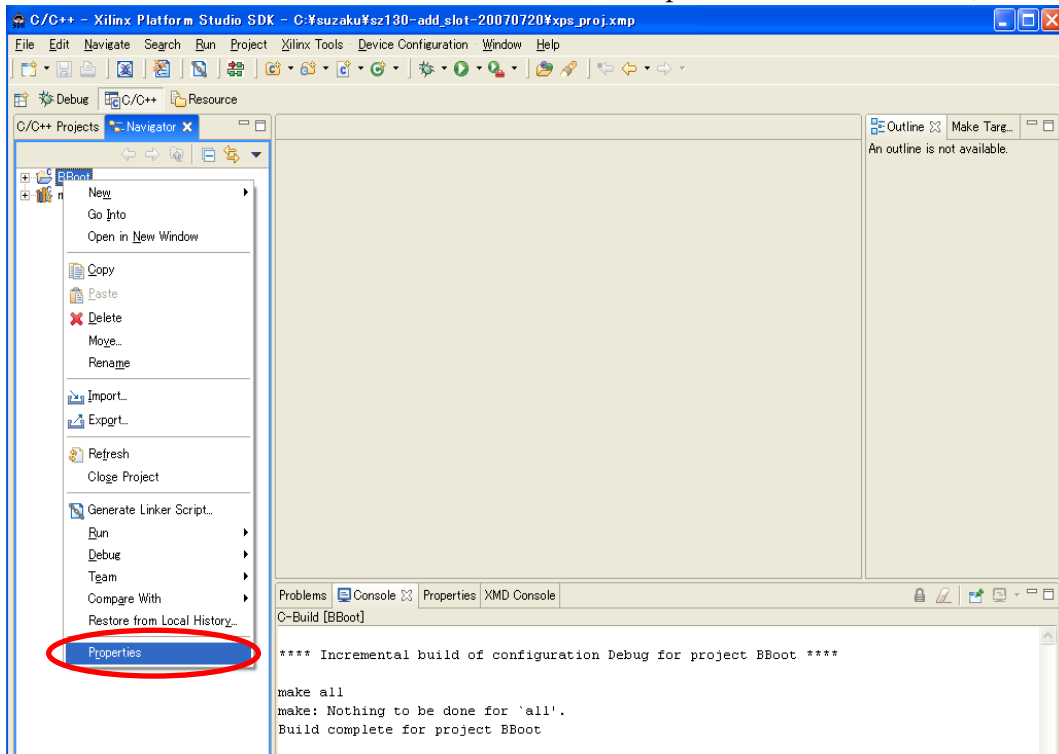 C/C++ - Xilinx Platform Studio SDK - C:¥suzaku¥sz130-add_slot-20070720¥xps_proj.xmp
File Edit Navigate Search Run Project Xilinx Tools Device Configuration Window Help
Debug C/C++ Resource
C/C++ Projects Navigator
Outline Make Targ...
An outline is not available.
BBoot
New
Go Into
Open in New Window
Copy
Paste
Delete
Move...
Rename
Import...
Export...
Refresh
Close Project
Generate Linker Script...
Run
Debug
Team
Compare With
Restore from Local History...
Properties
Problems Console Properties XMD Console
C-Build [BBoot]
**** Incremental build of configuration Debug for project BBoot ****
make all
make: Nothing to be done for `all'.
Build complete for project BBoot